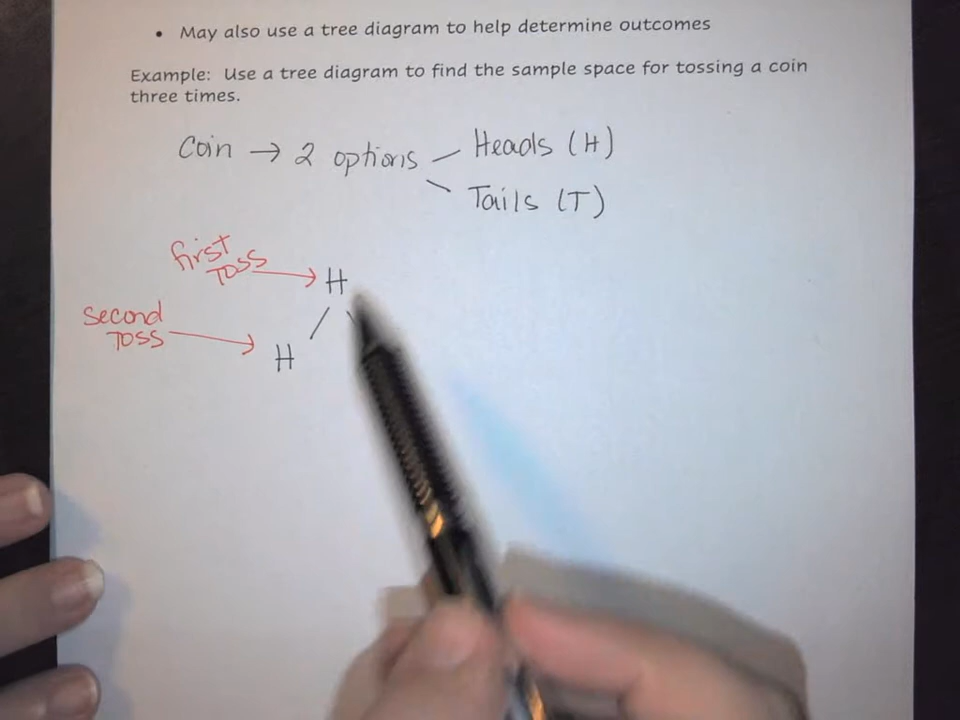 • May also use a tree diagram to help determine outcomes
Example: Use a tree diagram to find the sample space for tossing a coin
three times.
Coin → 2 options
Heads (H)
Tails (T)
first
Toss → H
second
Toss → H